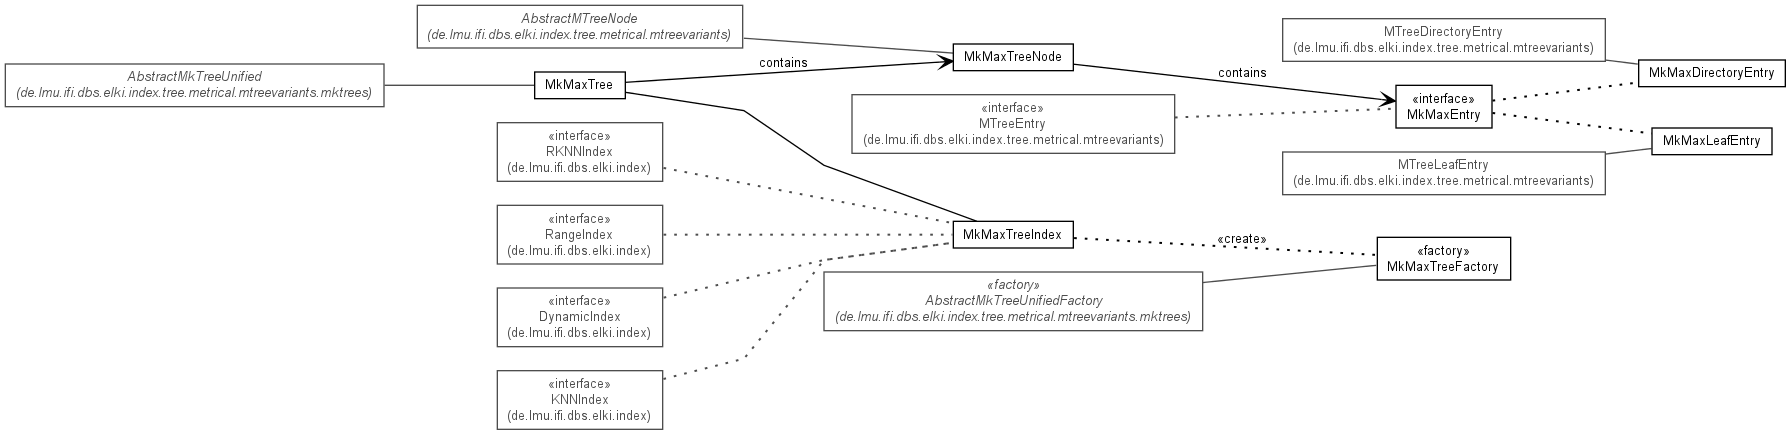 AbstractMTreeNode
(de.lmu.ifi.dbs.elki.index.tree.metrical.mtreevariants)
AbstractMkTreeUnified
(de.lmu.ifi.dbs.elki.index.tree.metrical.mtreevariants.mktrees)
MkMaxTree
contains
MkMaxTreeNode
contains
MTreeDirectoryEntry
(de.lmu.ifi.dbs.elki.index.tree.metrical.mtreevariants)
MkMaxDirectoryEntry
«interface»
MTreeEntry
(de.lmu.ifi.dbs.elki.index.tree.metrical.mtreevariants)
«interface»
MkMaxEntry
MkMaxLeafEntry
MTreeLeafEntry
(de.lmu.ifi.dbs.elki.index.tree.metrical.mtreevariants)
«interface»
RKNNIndex
(de.lmu.ifi.dbs.elki.index)
«interface»
RangeIndex
(de.lmu.ifi.dbs.elki.index)
MkMaxTreeIndex
«create»
«factory»
MkMaxTreeFactory
«factory»
AbstractMkTreeUnifiedFactory
(de.lmu.ifi.dbs.elki.index.tree.metrical.mtreevariants.mktrees)
«interface»
DynamicIndex
(de.lmu.ifi.dbs.elki.index)
«interface»
KNNIndex
(de.lmu.ifi.dbs.elki.index)